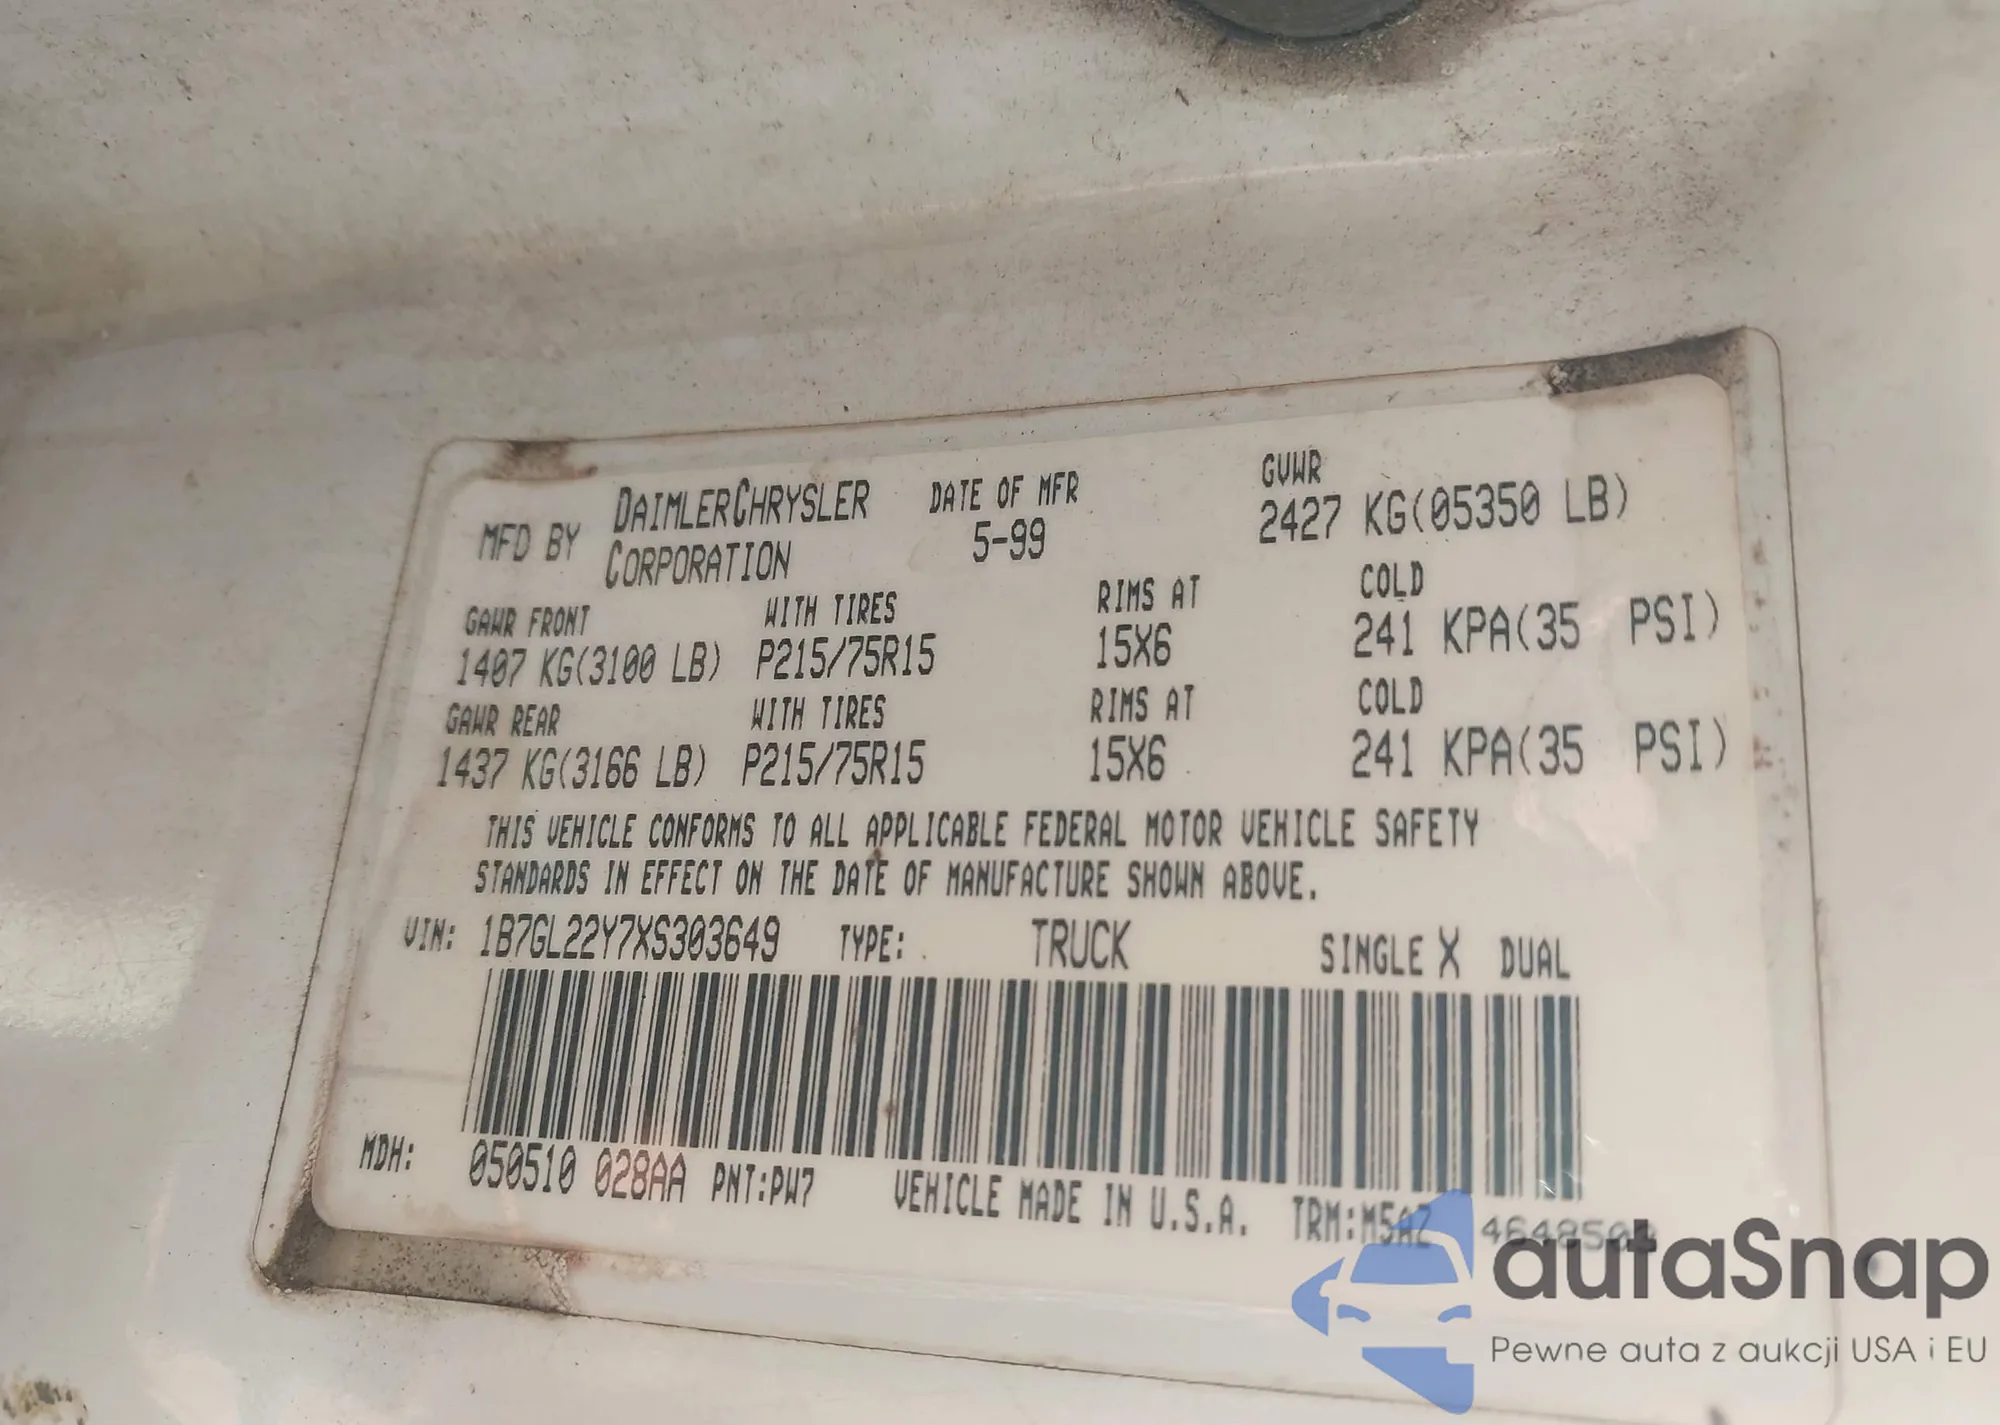 MFD BY DAIMLERCHRYSLER CORPORATION DATE OF MFR 5-99 GVWR 2427 KG(05350 LB)
GAWR FRONT WITH TIRES RIMS AT COLD
1407 KG(3100 LB) P215/75R15 15X6 241 KPA(35 PSI)
GAWR REAR WITH TIRES RIMS AT COLD
1437 KG(3166 LB) P215/75R15 15X6 241 KPA(35 PSI)
THIS VEHICLE CONFORMS TO ALL APPLICABLE FEDERAL MOTOR VEHICLE SAFETY
STANDARDS IN EFFECT ON THE DATE OF MANUFACTURE SHOWN ABOVE.
VIN: 1B7GL22Y7XS303649 TYPE: TRUCK SINGLE X DUAL
MDH: 050510 028AA PNT:PW7 VEHICLE MADE IN U.S.A. TRM:M5AZ
autaSnap
Pewne auta z aukcji USA i EU